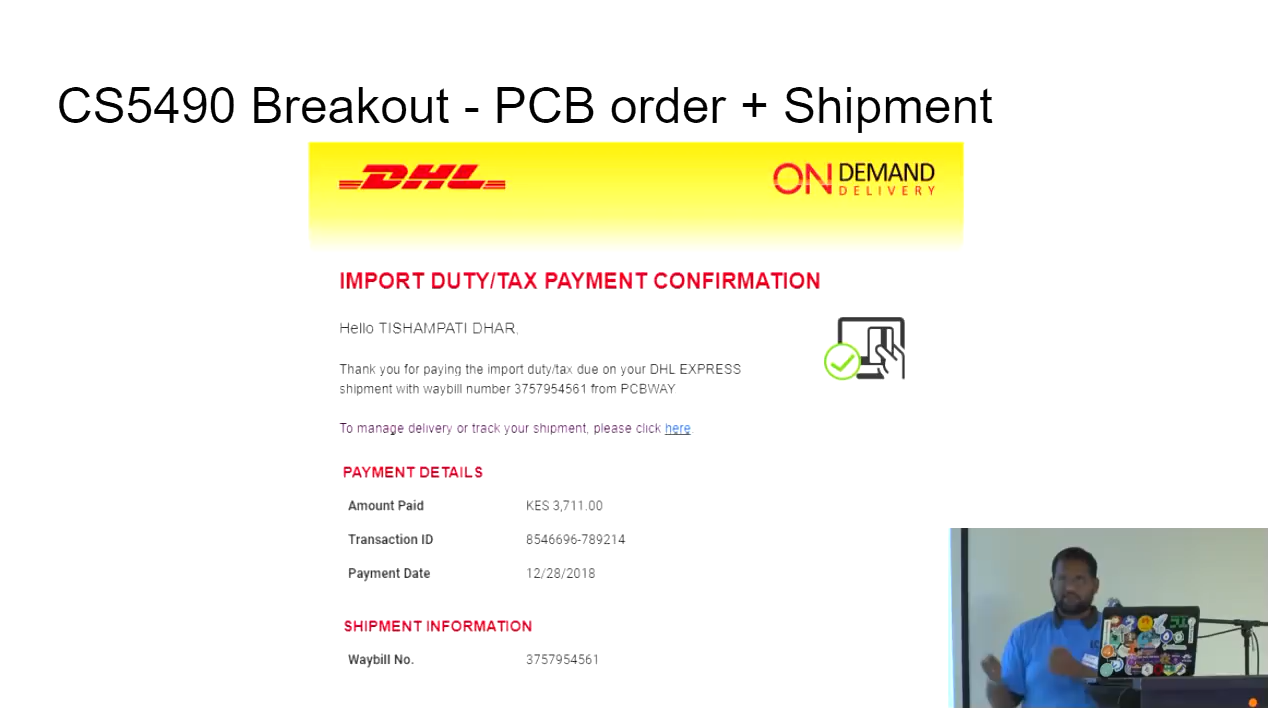 CS5490 Breakout - PCB order + Shipment
DHL
ON DEMAND
DELIVERY
IMPORT DUTY/TAX PAYMENT CONFIRMATION
Hello TISHAMPATI DHAR,
Thank you for paying the import duty/tax due on your DHL EXPRESS
shipment with waybill number 3757954561 from PCBWAY
To manage delivery or track your shipment, please click here.
PAYMENT DETAILS
Amount Paid KES 3,711.00
Transaction ID 8546696-789214
Payment Date 12/28/2018
SHIPMENT INFORMATION
Waybill No. 3757954561